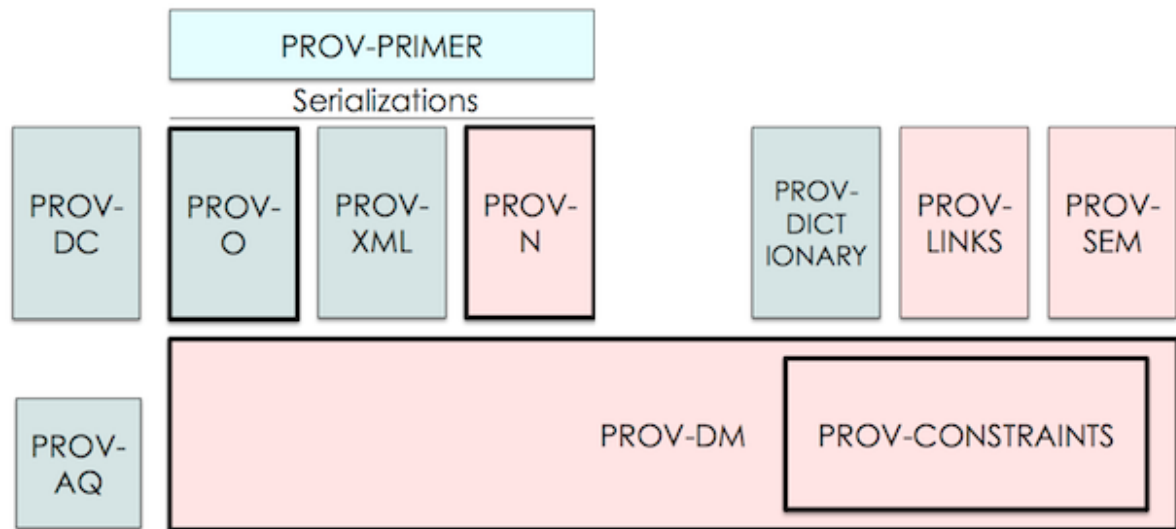 PROV-PRIMER
Serializations
PROV-
DC
PROV-
O
PROV-
XML
PROV-
N
PROV-
DICT
IONARY
PROV-
LINKS
PROV-
SEM
PROV-
AQ
PROV-DM
PROV-CONSTRAINTS